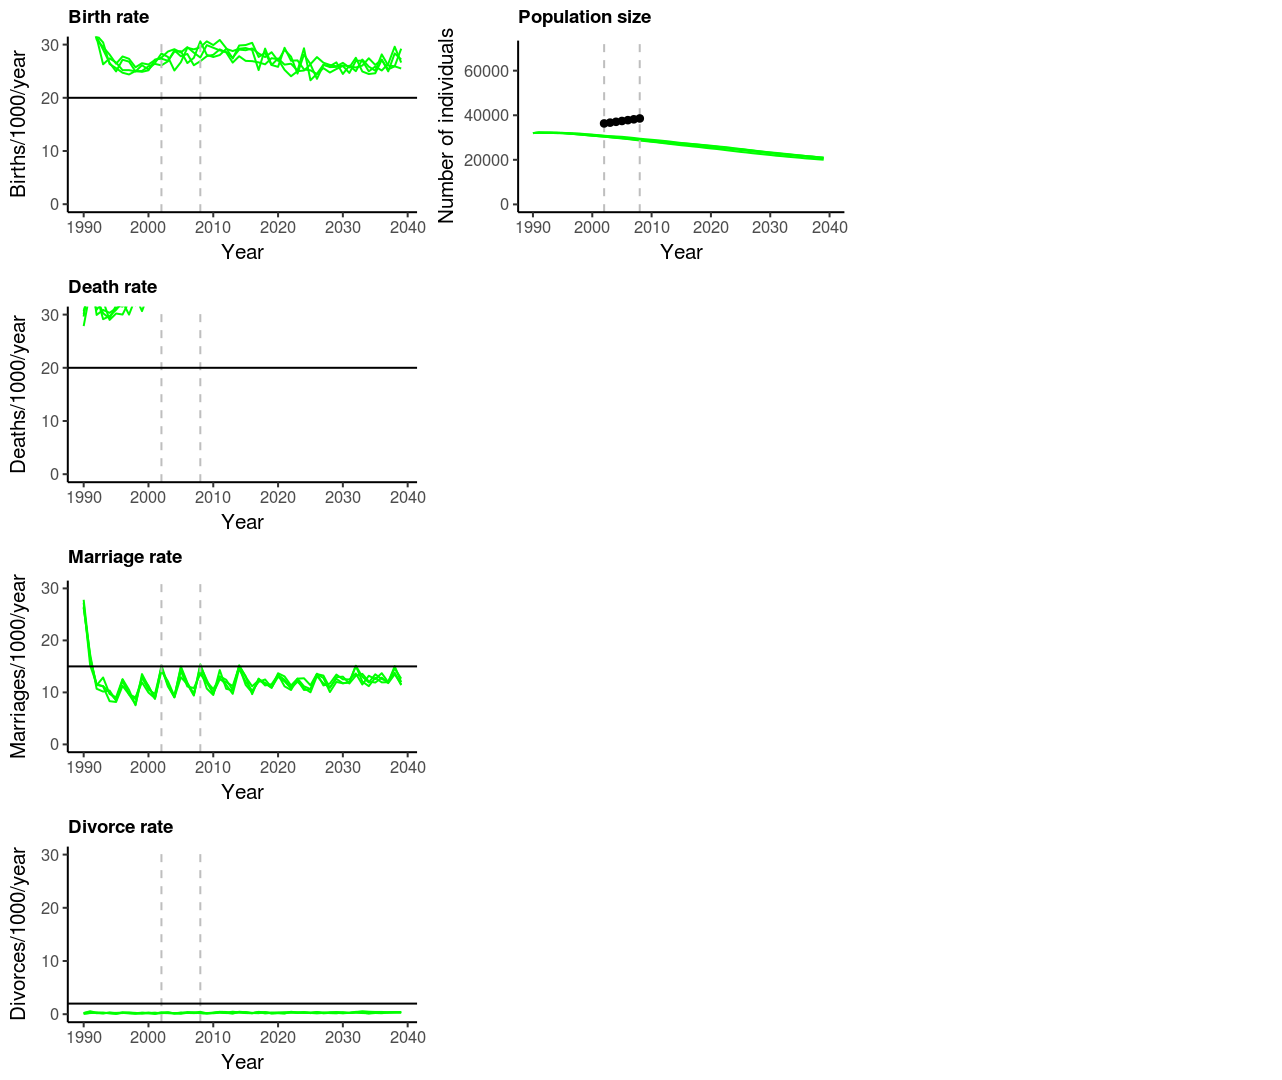 Birth rate
Births/1000/year
30
20
10
0
1990 2000 2010 2020 2030 2040
Year
Population size
Number of individuals
60000
40000
20000
0
1990 2000 2010 2020 2030 2040
Year
Death rate
Deaths/1000/year
30
20
10
0
1990 2000 2010 2020 2030 2040
Year
Marriage rate
Marriages/1000/year
30
20
10
0
1990 2000 2010 2020 2030 2040
Year
Divorce rate
Divorces/1000/year
30
20
10
0
1990 2000 2010 2020 2030 2040
Year